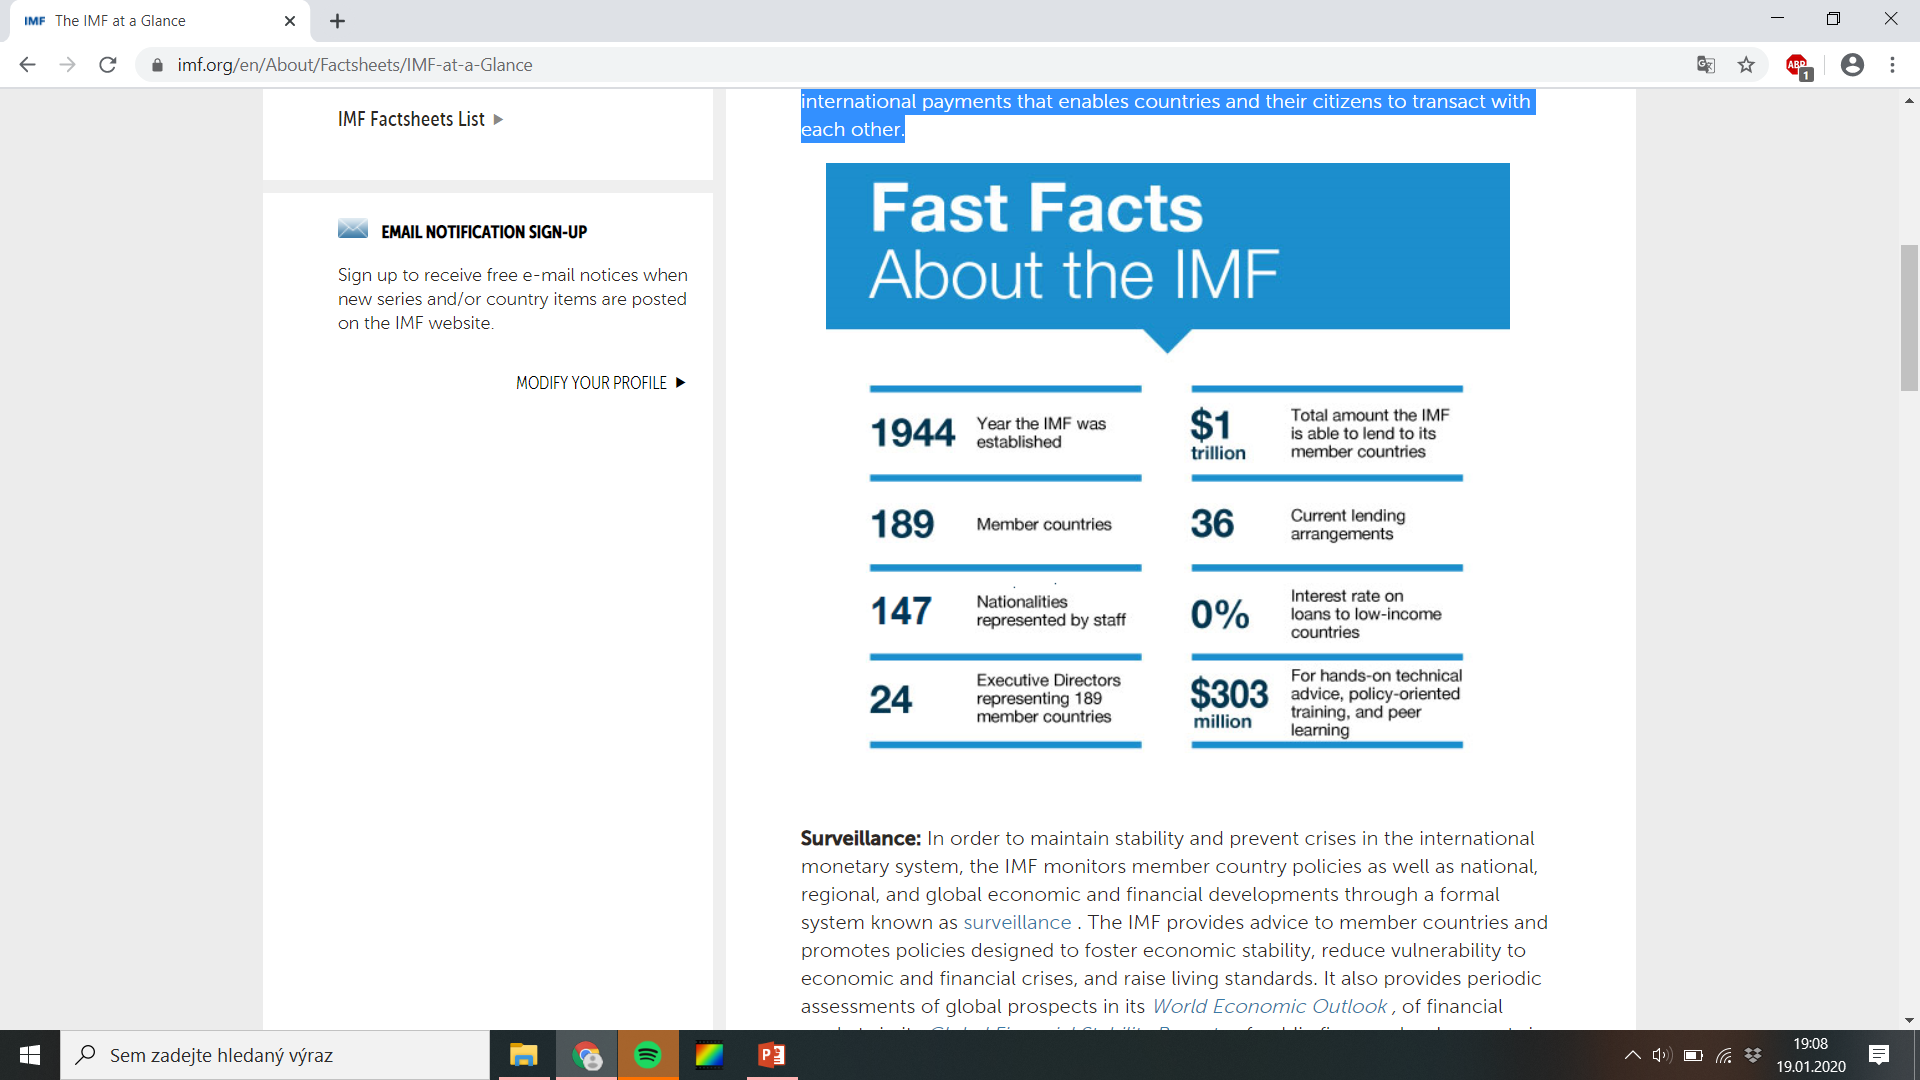 IMF The IMF at a Glance
imf.org/en/About/Factsheets/IMF-at-a-Glance
ABP
1
IMF Factsheets List
EMAIL NOTIFICATION SIGN-UP
Sign up to receive free e-mail notices when
new series and/or country items are posted
on the IMF website.
MODIFY YOUR PROFILE
international payments that enables countries and their citizens to transact with
each other.
Fast Facts
About the IMF
1944 Year the IMF was
established
189 Member countries
147 Nationalities
represented by staff
24 Executive Directors
representing 189
member countries
$1
trillion
Total amount the IMF
is able to lend to its
member countries
36 Current lending
arrangements
0% Interest rate on
loans to low-income
countries
$303
million
For hands-on technical
advice, policy-oriented
training, and peer
learning
Surveillance: In order to maintain stability and prevent crises in the international
monetary system, the IMF monitors member country policies as well as national,
regional, and global economic and financial developments through a formal
system known as surveillance . The IMF provides advice to member countries and
promotes policies designed to foster economic stability, reduce vulnerability to
economic and financial crises, and raise living standards. It also provides periodic
assessments of global prospects in its World Economic Outlook , of financial
Sem zadejte hledaný výraz
19:08
19.01.2020